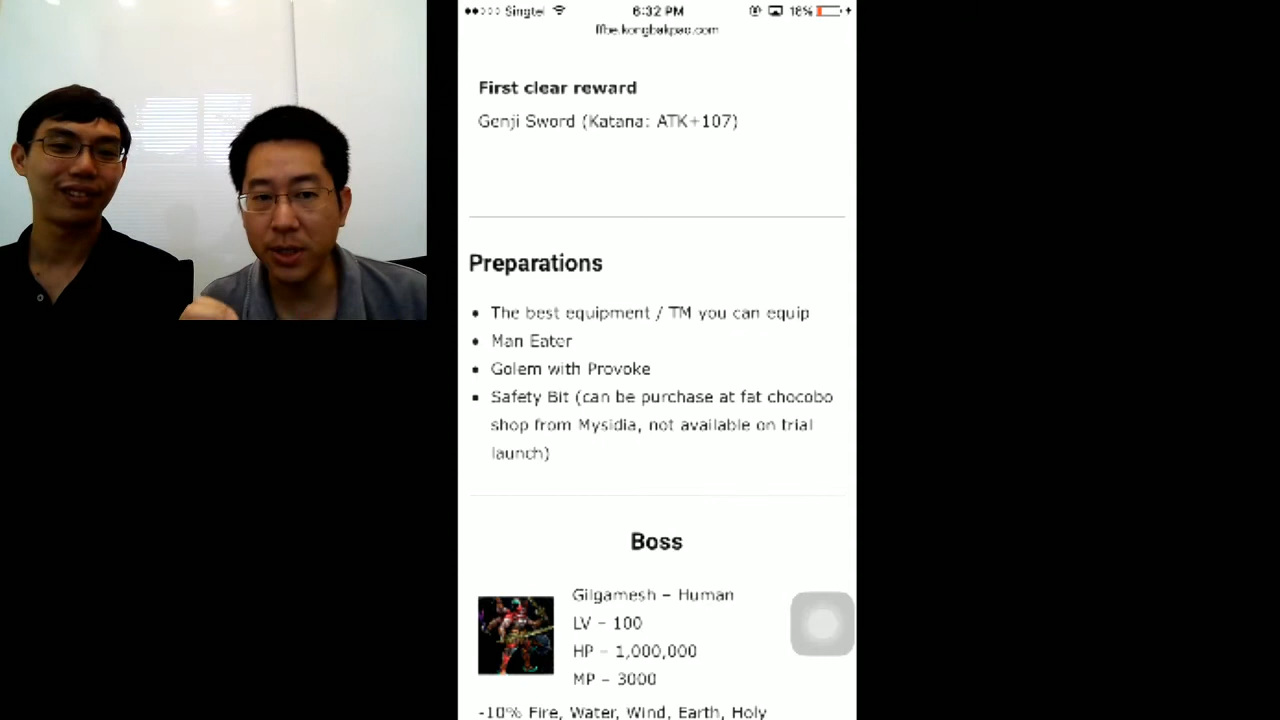 Singtel 6:32 PM 18%
ffbe.kongbakpao.com
First clear reward
Genji Sword (Katana: ATK+107)
Preparations
The best equipment / TM you can equip
Man Eater
Golem with Provoke
Safety Bit (can be purchase at fat chocobo
shop from Mysidia, not available on trial
launch)
Boss
Gilgamesh – Human
LV – 100
HP – 1,000,000
MP – 3000
-10% Fire, Water, Wind, Earth, Holy